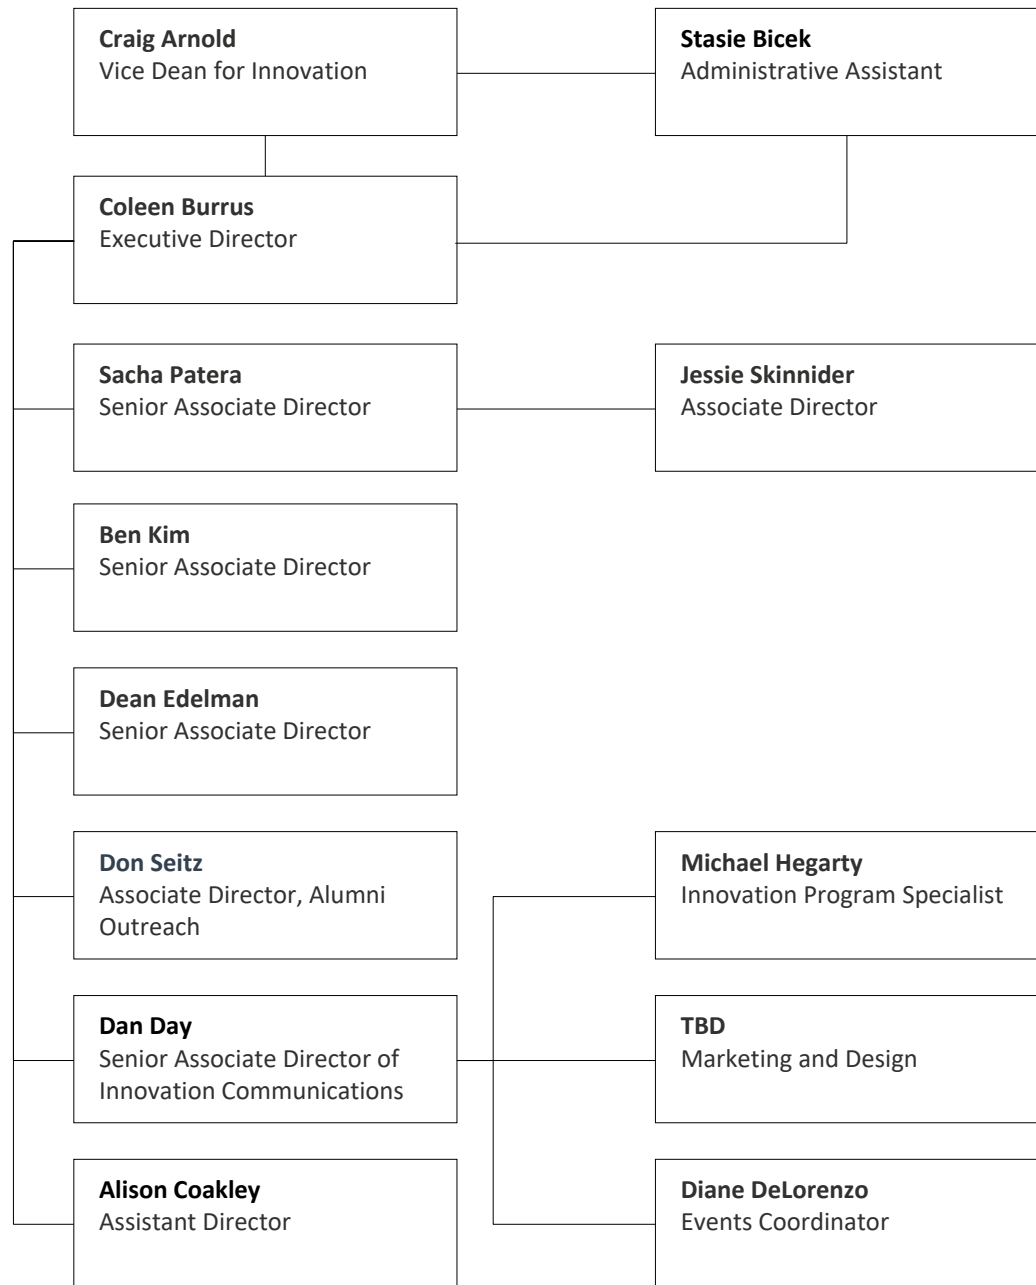 Craig Arnold
Vice Dean for Innovation
Stasie Bicek
Administrative Assistant
Coleen Burrus
Executive Director
Sacha Patera
Senior Associate Director
Jessie Skinnider
Associate Director
Ben Kim
Senior Associate Director
Dean Edelman
Senior Associate Director
Don Seitz
Associate Director, Alumni
Outreach
Michael Hegarty
Innovation Program Specialist
Dan Day
Senior Associate Director of
Innovation Communications
TBD
Marketing and Design
Alison Coakley
Assistant Director
Diane DeLorenzo
Events Coordinator